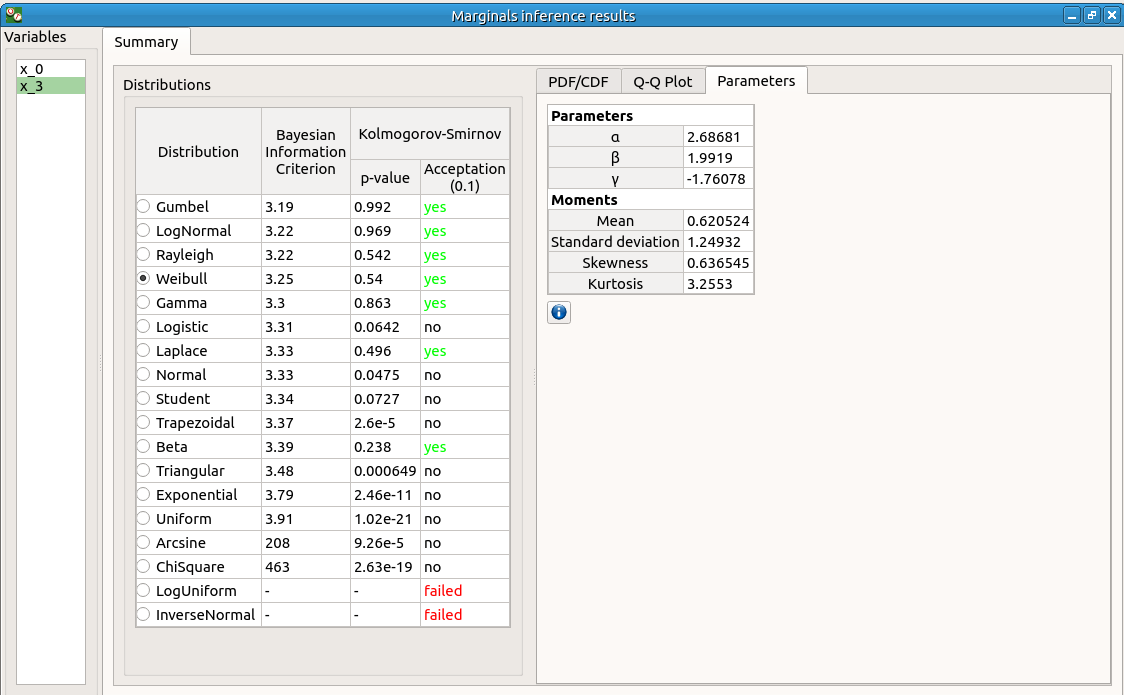 Marginals inference results
Variables
x_0
x_3
Summary
Distributions
Distribution
Bayesian
Information
Criterion
Kolmogorov-Smirnov
p-value
Acceptation
(0.1)
Gumbel 3.19 0.992 yes
LogNormal 3.22 0.969 yes
Rayleigh 3.22 0.542 yes
Weibull 3.25 0.54 yes
Gamma 3.3 0.863 yes
Logistic 3.31 0.0642 no
Laplace 3.33 0.496 yes
Normal 3.33 0.0475 no
Student 3.34 0.0727 no
Trapezoidal 3.37 2.6e-5 no
Beta 3.39 0.238 yes
Triangular 3.48 0.000649 no
Exponential 3.79 2.46e-11 no
Uniform 3.91 1.02e-21 no
Arcsine 208 9.26e-5 no
ChiSquare 463 2.63e-19 no
LogUniform - - failed
InverseNormal - - failed
PDF/CDF Q-Q Plot Parameters
Parameters
α 2.68681
β 1.9919
γ -1.76078
Moments
Mean 0.620524
Standard deviation 1.24932
Skewness 0.636545
Kurtosis 3.2553